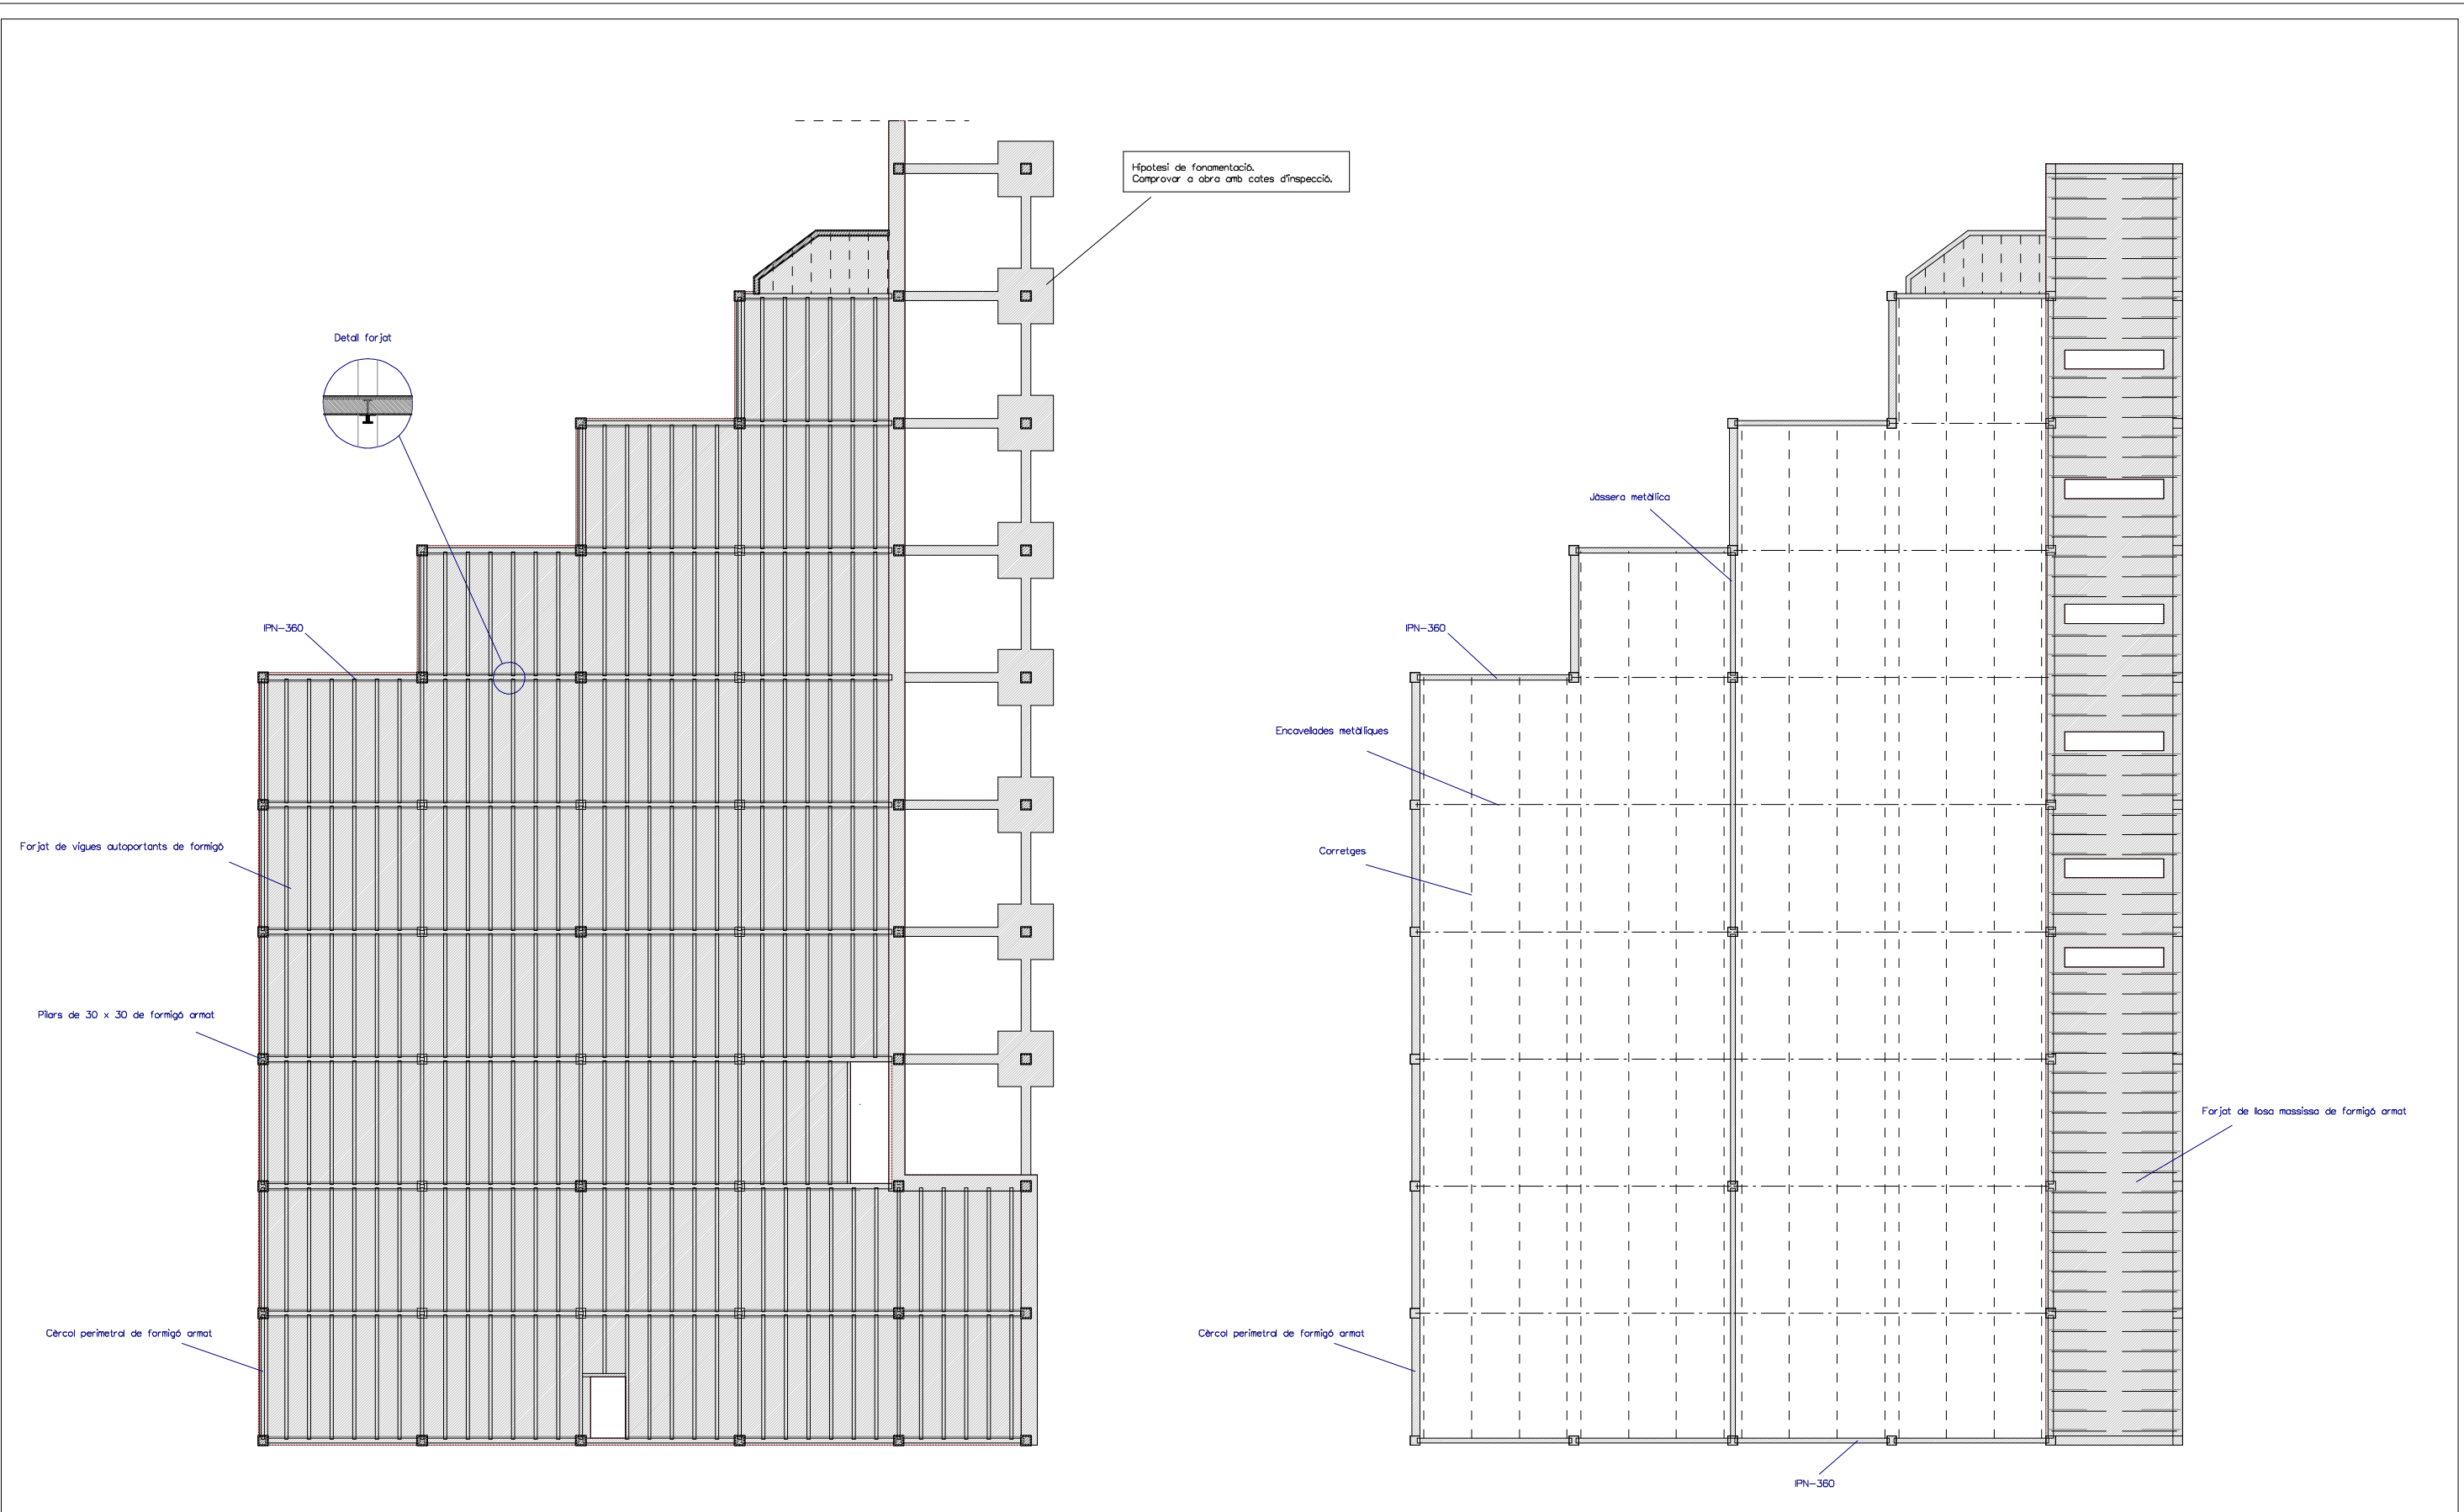 Hipotesi de fonamentació.
Comprovar a obra amb cates d'inspecció.
Detall forjat
IPN-360
Forjat de vigues autoportants de formigó
Pilars de 30 x 30 de formigó armat
Cèrcol perimetral de formigó armat
Jàssera metàl·lica
IPN-360
Encavellades metàl·liques
Corretges
Forjat de llosa massissa de formigó armat
Cèrcol perimetral de formigó armat
IPN-360